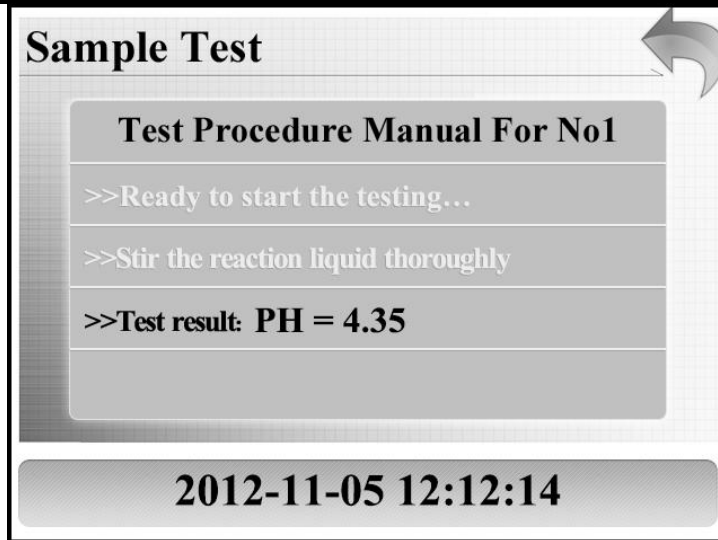 Sample Test
Test Procedure Manual For No1
>>Ready to start the testing…
>>Stir the reaction liquid thoroughly
>>Test result: PH = 4.35
2012-11-05 12:12:14